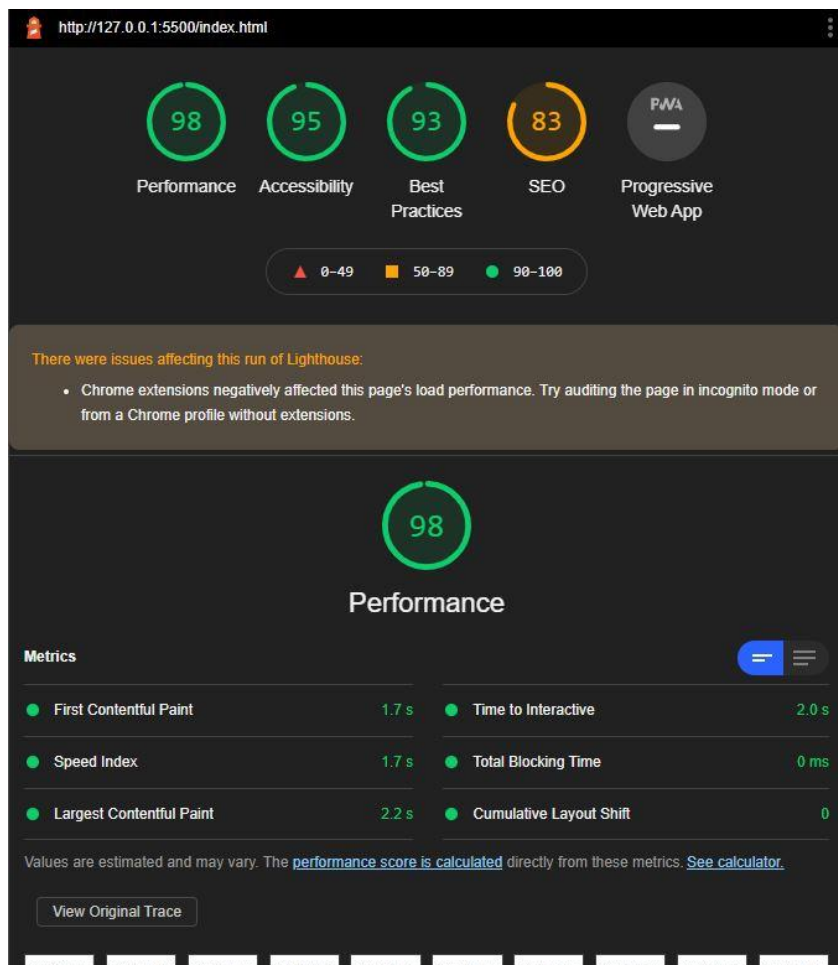 http://127.0.0.1:5500/index.html
98
95
93
83
PWA
Performance
Accessibility
Best
Practices
SEO
Progressive
Web App
0–49
50–89
90–100
There were issues affecting this run of Lighthouse:
• Chrome extensions negatively affected this page's load performance. Try auditing the page in incognito mode or
from a Chrome profile without extensions.
98
Performance
Metrics
First Contentful Paint 1.7 s
Time to Interactive 2.0 s
Speed Index 1.7 s
Total Blocking Time 0 ms
Largest Contentful Paint 2.2 s
Cumulative Layout Shift 0
Values are estimated and may vary. The performance score is calculated directly from these metrics. See calculator.
View Original Trace